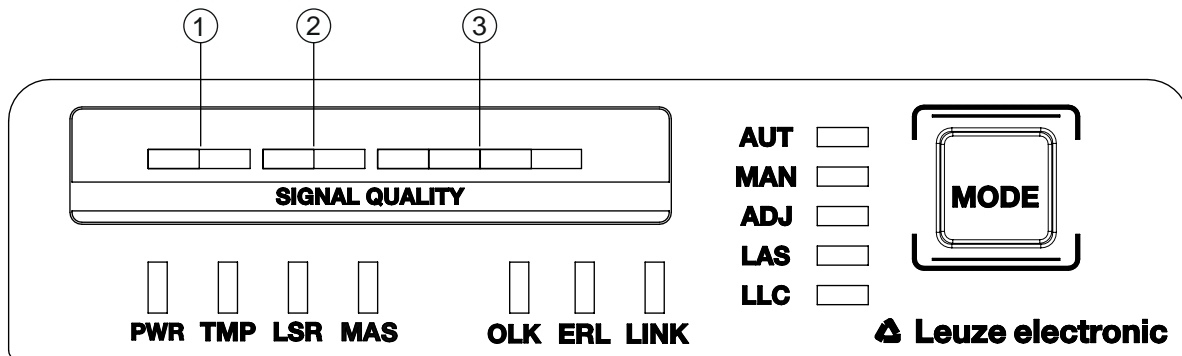 1 2 3
SIGNAL QUALITY
PWR TMP LSR MAS OLK ERL LINK
AUT
MAN
ADJ
LAS
LLC
MODE
Leuze electronic